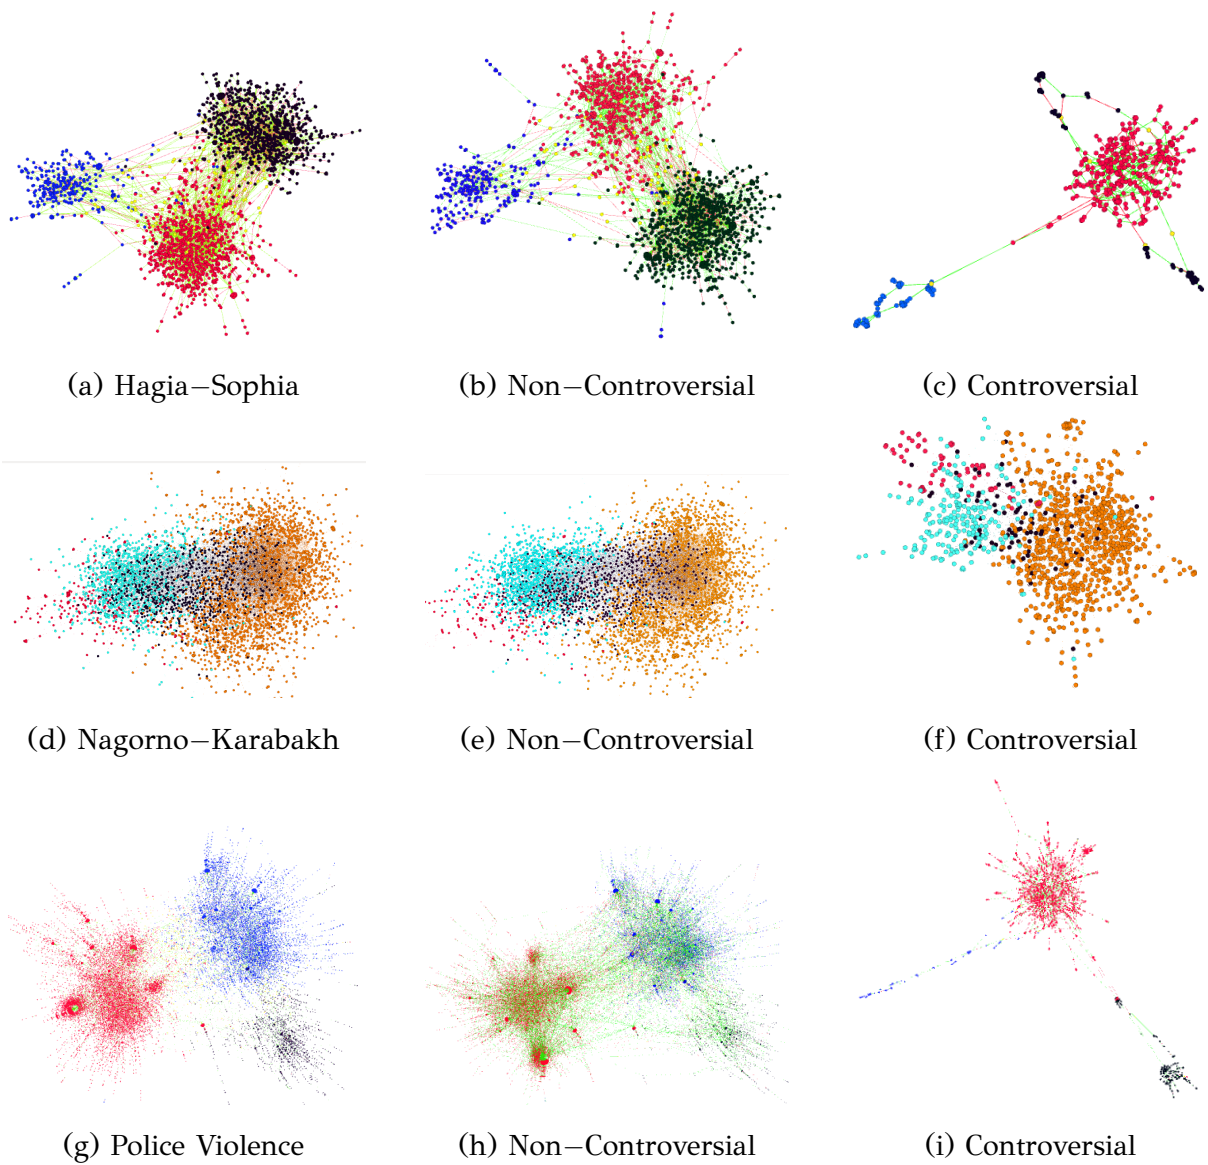 (a) Hagia–Sophia
(b) Non–Controversial
(c) Controversial
(d) Nagorno–Karabakh
(e) Non–Controversial
(f) Controversial
(g) Police Violence
(h) Non–Controversial
(i) Controversial